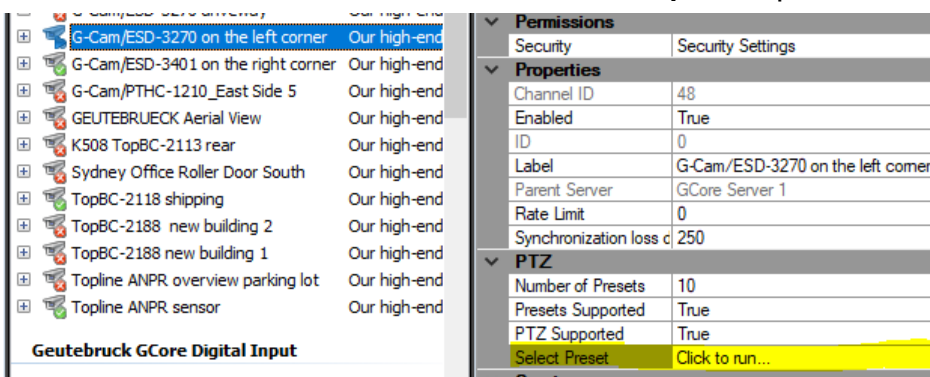 G-Cam/ESD-3270 driveway Our high-end
G-Cam/ESD-3270 on the left corner Our high-end
G-Cam/ESD-3401 on the right corner Our high-end
G-Cam/PTHC-1210_East Side 5 Our high-end
GEUTEBRUECK Aerial View Our high-end
K508 TopBC-2113 rear Our high-end
Sydney Office Roller Door South Our high-end
TopBC-2118 shipping Our high-end
TopBC-2188 new building 2 Our high-end
TopBC-2188 new building 1 Our high-end
Topline ANPR overview parking lot Our high-end
Topline ANPR sensor Our high-end
Geutebruck GCore Digital Input
Permissions
Security Security Settings
Properties
Channel ID 48
Enabled True
ID 0
Label G-Cam/ESD-3270 on the left corner
Parent Server GCore Server 1
Rate Limit 0
Synchronization loss d 250
PTZ
Number of Presets 10
Presets Supported True
PTZ Supported True
Select Preset Click to run...